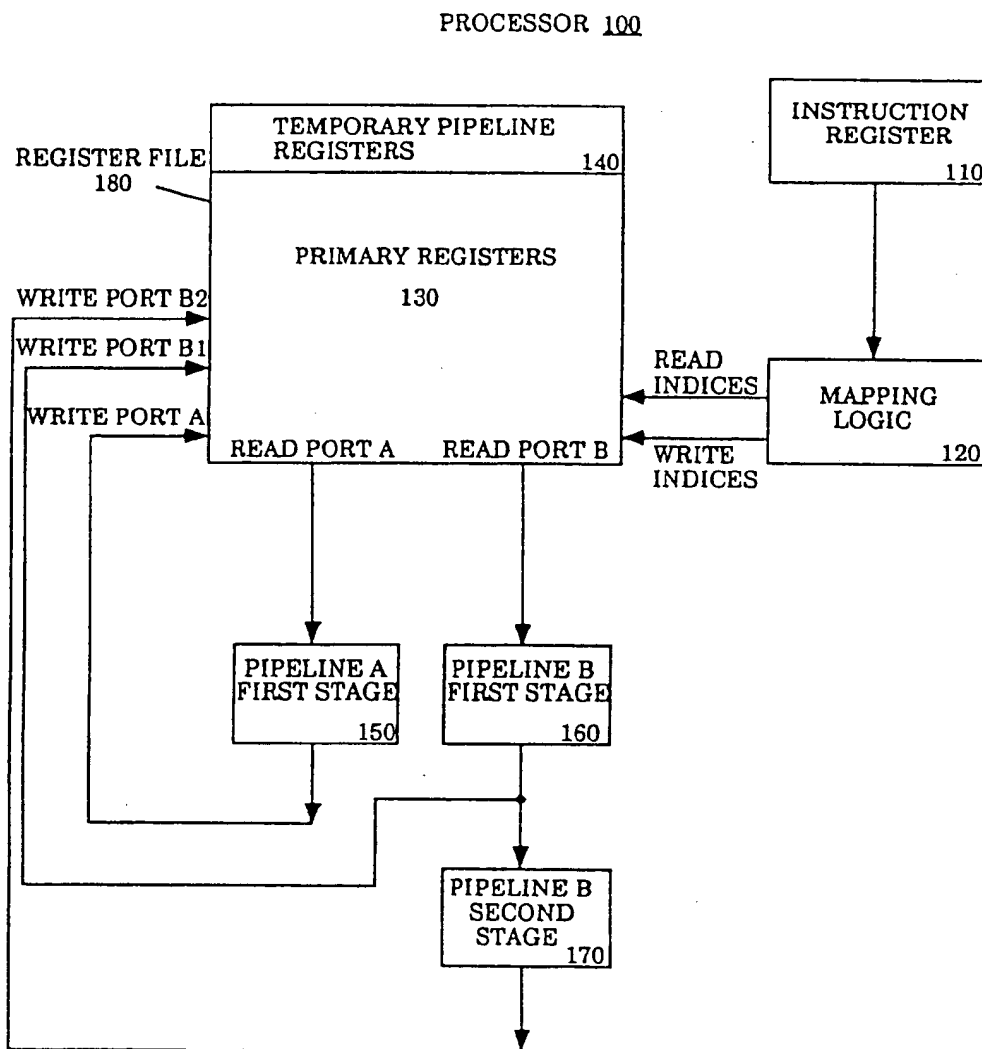 PROCESSOR 100
TEMPORARY PIPELINE
REGISTERS
140
INSTRUCTION
REGISTER
110
REGISTER FILE
180
PRIMARY REGISTERS
130
WRITE PORT B2
WRITE PORT B1
WRITE PORT A
READ PORT A
READ PORT B
READ
INDICES
WRITE
INDICES
MAPPING
LOGIC
120
PIPELINE A
FIRST STAGE
150
PIPELINE B
FIRST STAGE
160
PIPELINE B
SECOND
STAGE
170